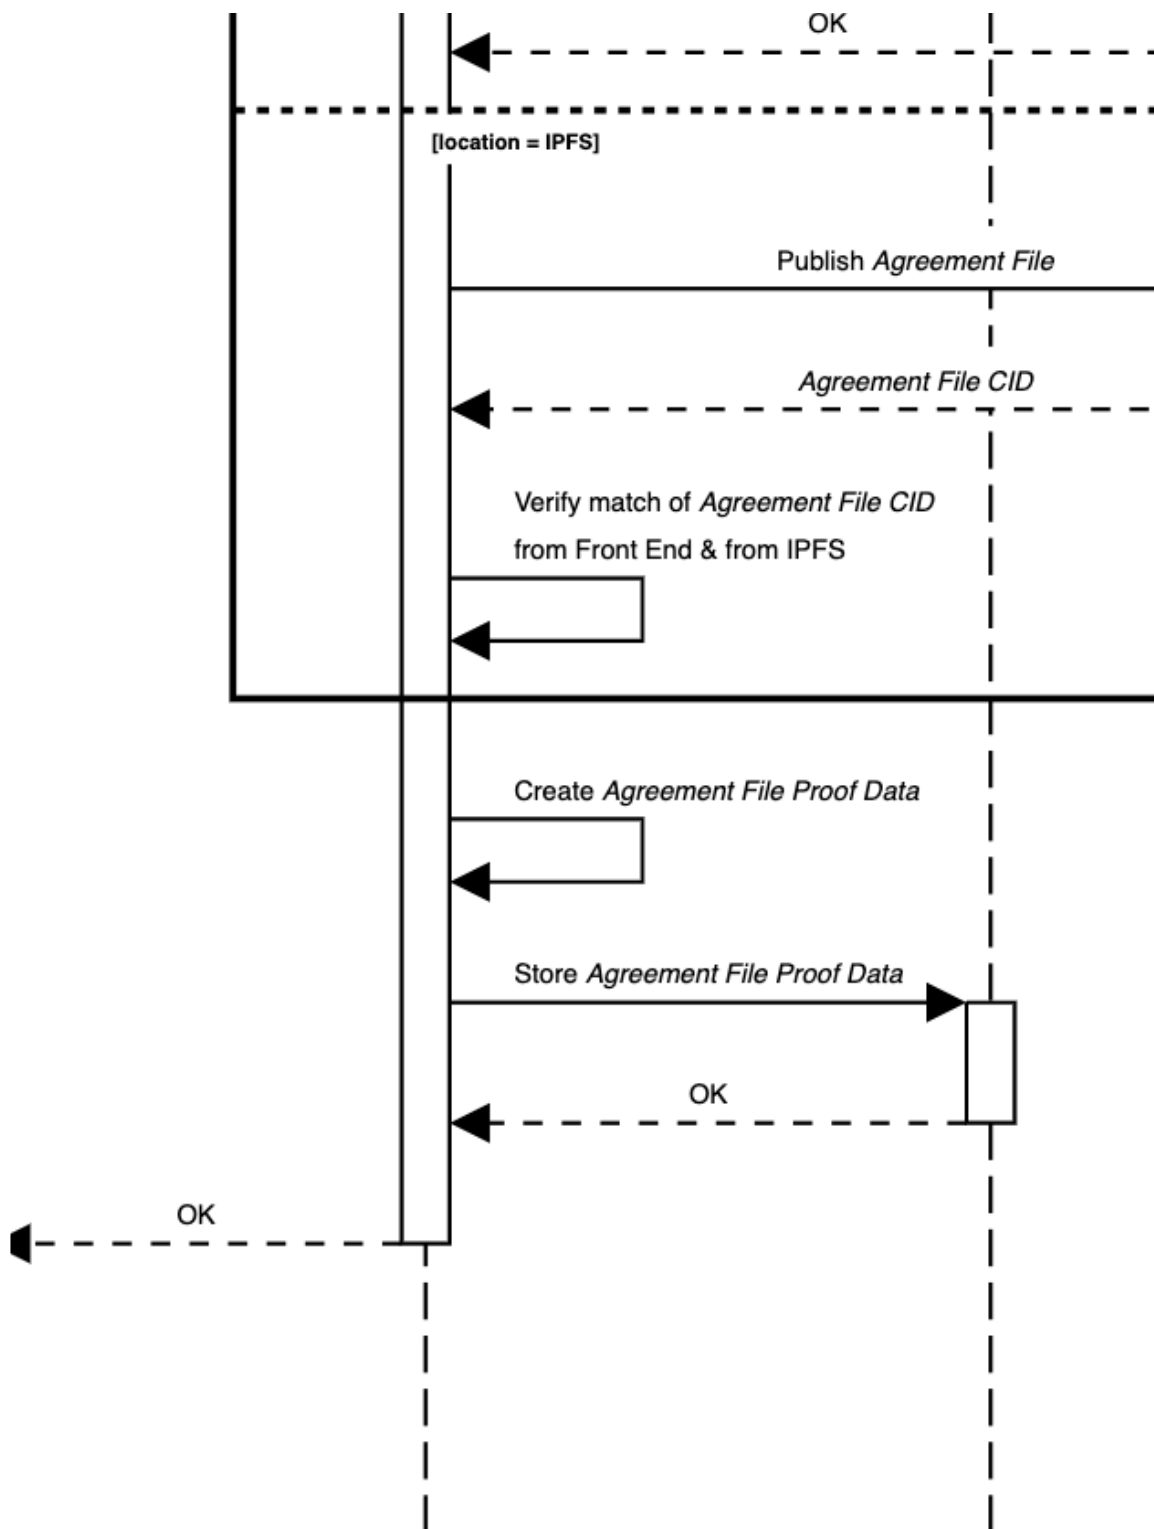 OK
[location = IPFS]
Publish Agreement File
Agreement File CID
Verify match of Agreement File CID
from Front End & from IPFS
Create Agreement File Proof Data
Store Agreement File Proof Data
OK
OK